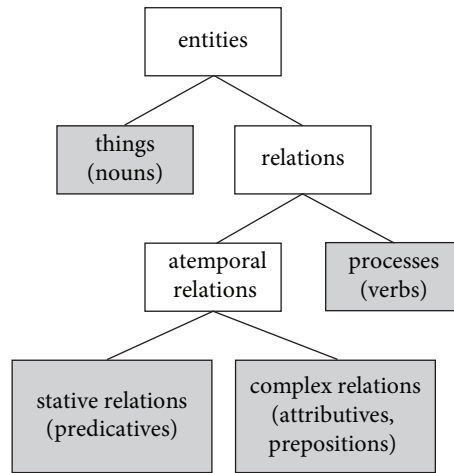 entities
things
(nouns)
relations
atemporal
relations
processes
(verbs)
stative relations
(predicatives)
complex relations
(attributives,
prepositions)